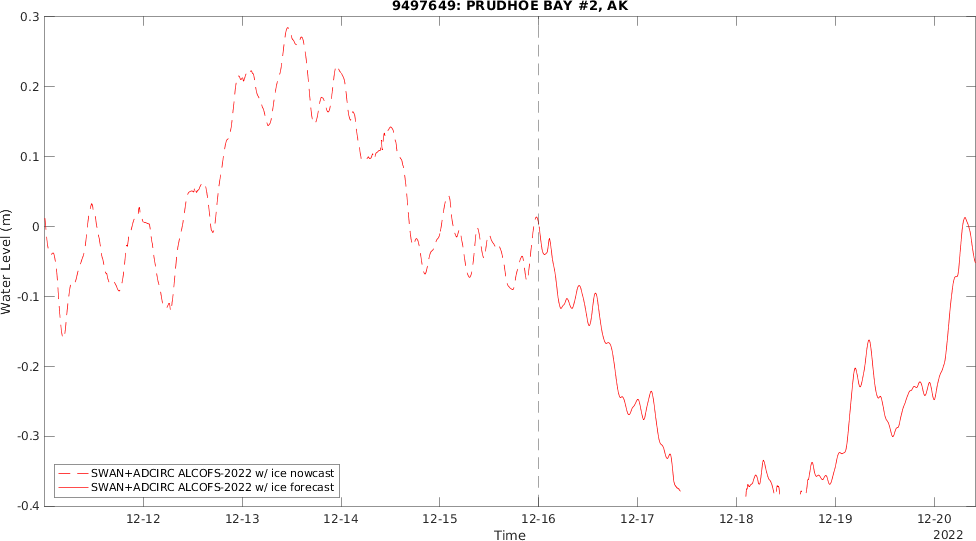 9497649: PRUDHOE BAY #2, AK
0.3
0.2
0.1
0
-0.1
-0.2
-0.3
-0.4
Water Level (m)
SWAN+ADCIRC ALCOFS-2022 w/ ice nowcast
SWAN+ADCIRC ALCOFS-2022 w/ ice forecast
12-12 12-13 12-14 12-15 12-16 12-17 12-18 12-19 12-20
Time
2022